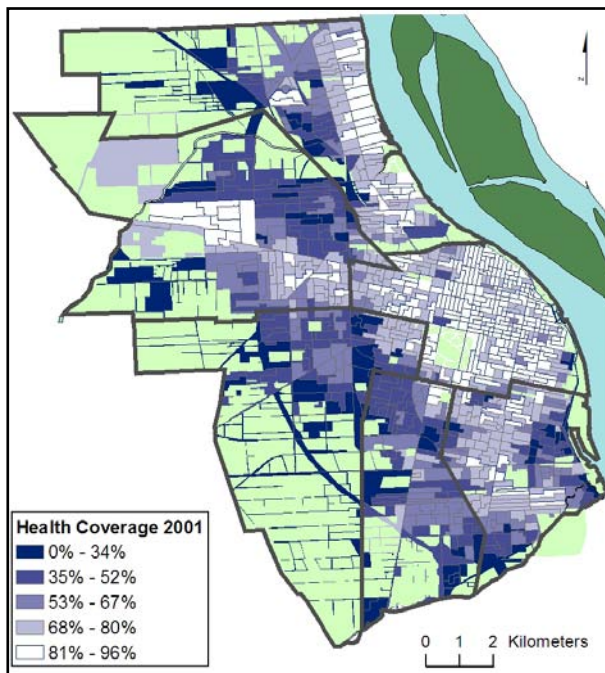 z
Health Coverage 2001
0% - 34%
35% - 52%
53% - 67%
68% - 80%
81% - 96%
0 1 2 Kilometers